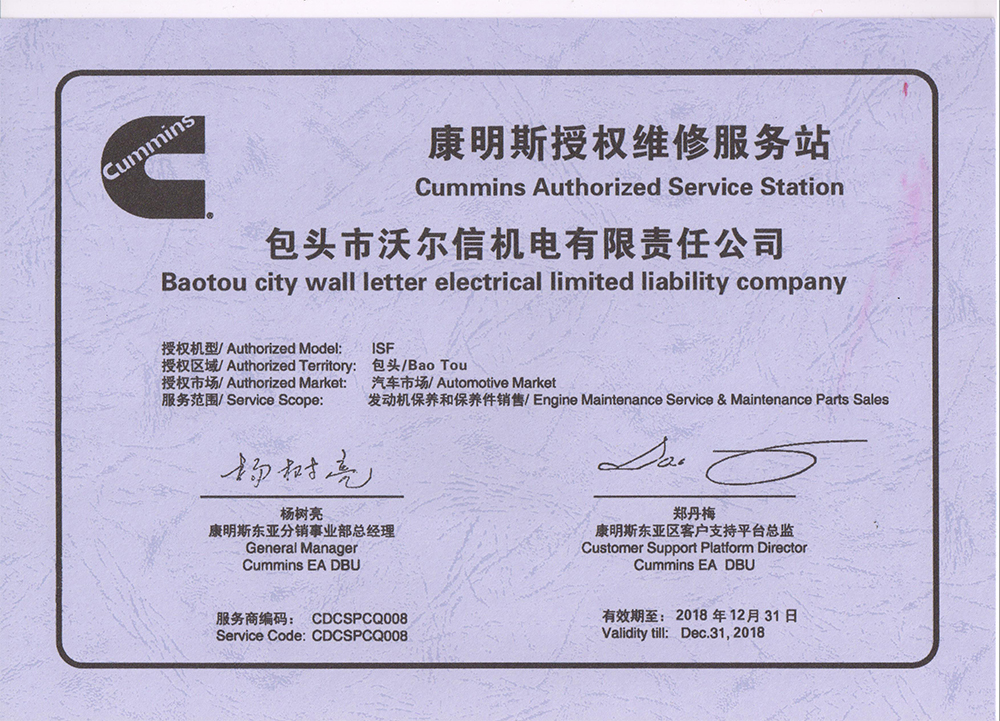 Cummins
康明斯授权维修服务站
Cummins Authorized Service Station
包头市沃尔信机电有限责任公司
Baotou city wall letter electrical limited liability company
授权机型/ Authorized Model: ISF
授权区域/ Authorized Territory: 包头/Bao Tou
授权市场/ Authorized Market: 汽车市场/ Automotive Market
服务范围/ Service Scope: 发动机保养和保养件销售/ Engine Maintenance Service & Maintenance Parts Sales
杨树亮
杨树亮
康明斯东亚分销事业部总经理
General Manager
Cummins EA DBU
郑丹梅
康明斯东亚区客户支持平台总监
Customer Support Platform Director
Cummins EA DBU
服务商编码: CDCSPCQ008
Service Code: CDCSPCQ008
有效期至: 2018 年 12 月 31 日
Validity till: Dec.31, 2018